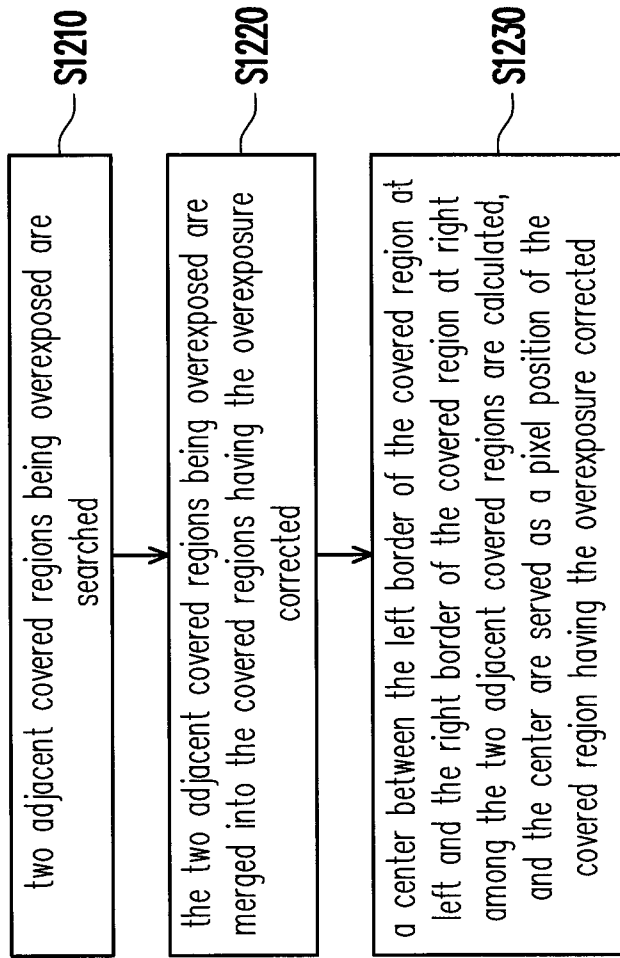 two adjacent covered regions being overexposed are
searched
S1210
the two adjacent covered regions being overexposed are
merged into the covered regions having the overexposure
corrected
S1220
a center between the left border of the covered region at
left and the right border of the covered region at right
among the two adjacent covered regions are calculated,
and the center are served as a pixel position of the
covered region having the overexposure corrected
S1230